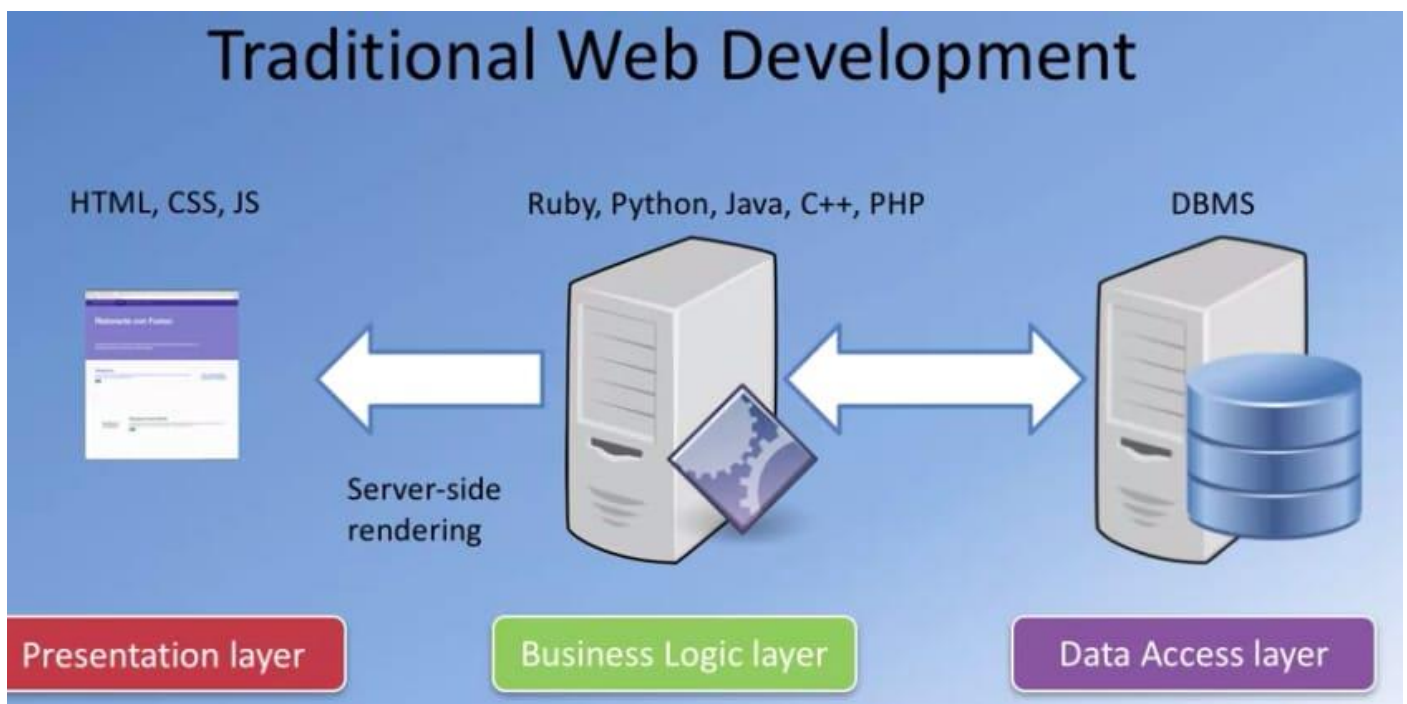 Traditional Web Development
HTML, CSS, JS
Ruby, Python, Java, C++, PHP
DBMS
Server-side
rendering
Presentation layer
Business Logic layer
Data Access layer